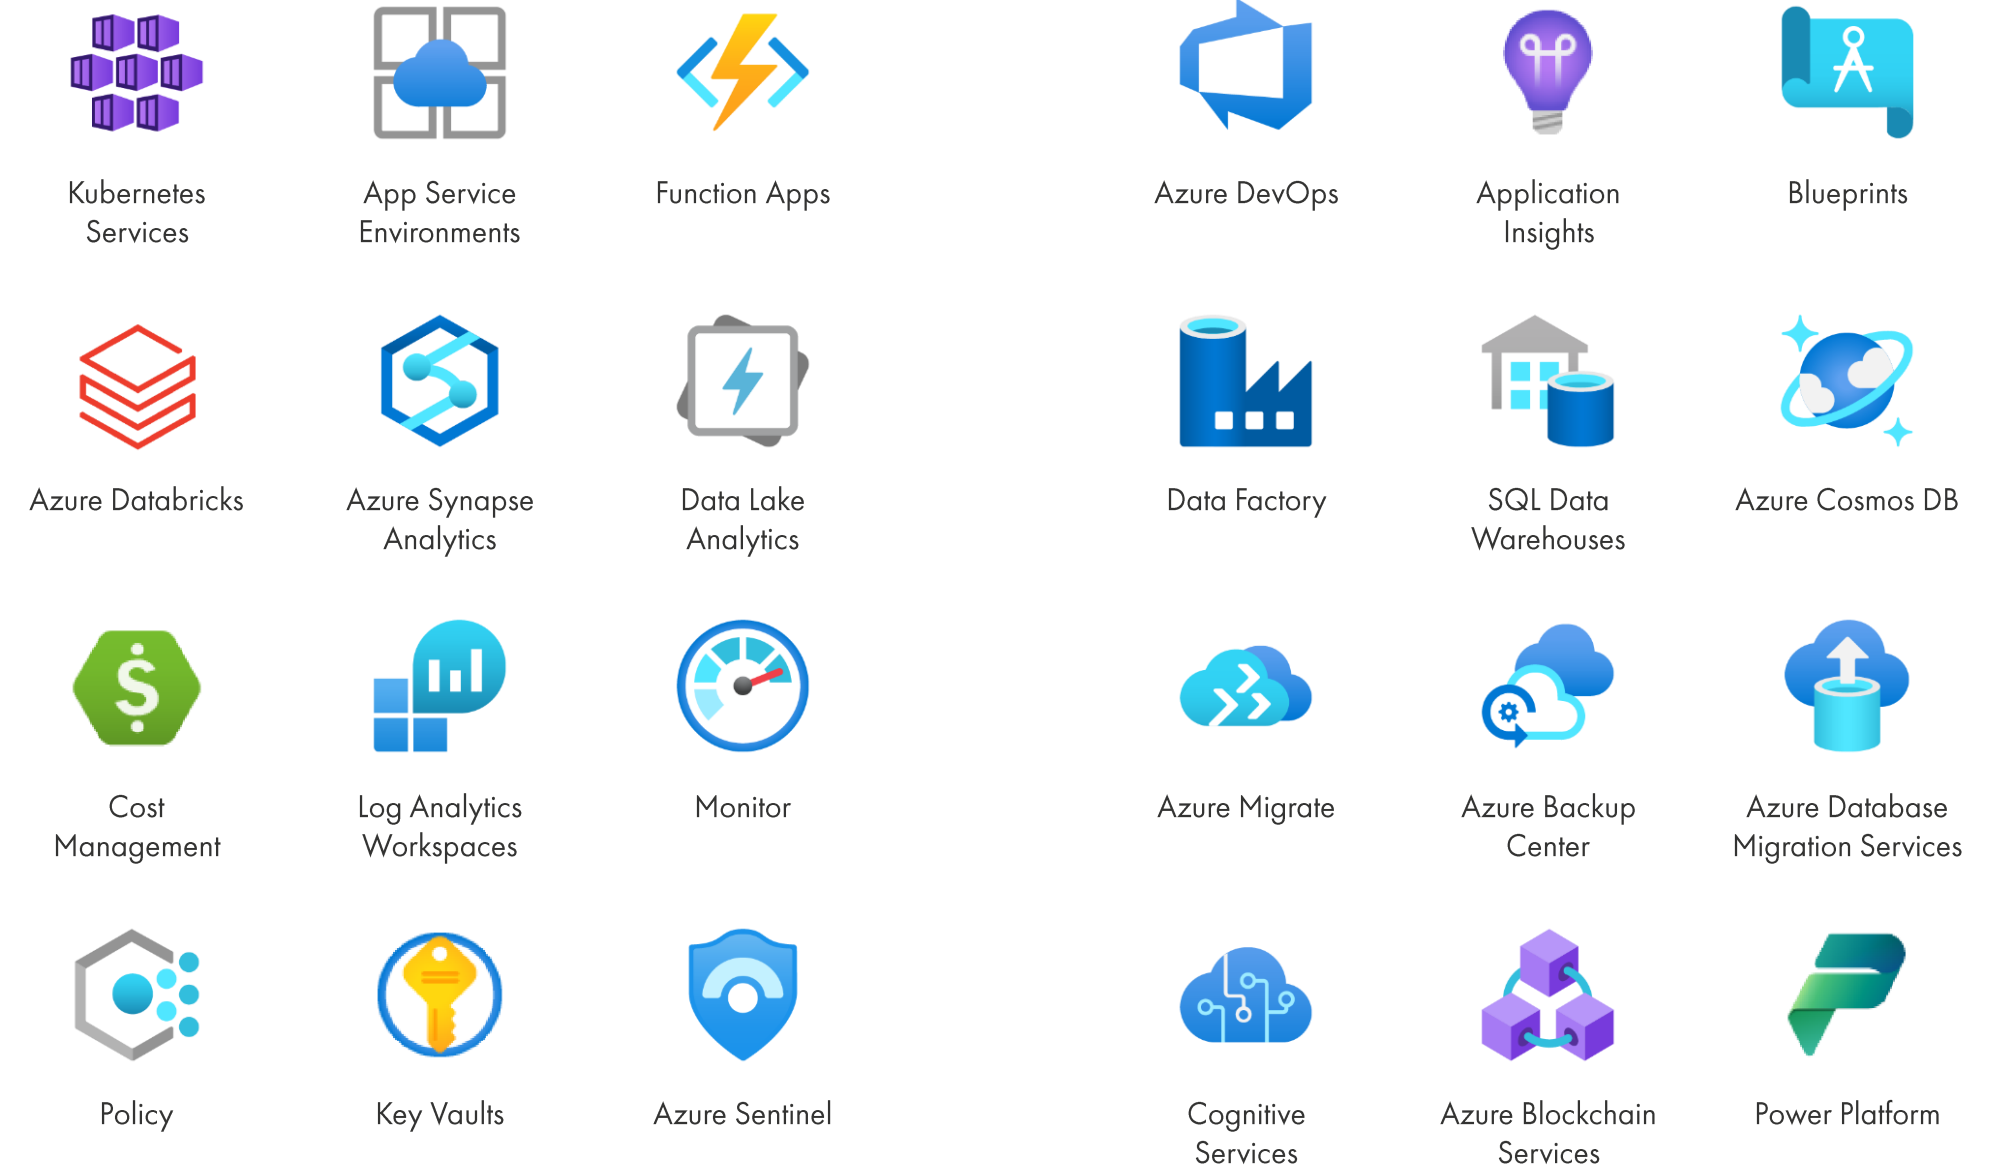 Kubernetes
Services
App Service
Environments
Function Apps
Azure DevOps
Application
Insights
Blueprints
Azure Databricks
Azure Synapse
Analytics
Data Lake
Analytics
Data Factory
SQL Data
Warehouses
Azure Cosmos DB
Cost
Management
Log Analytics
Workspaces
Monitor
Azure Migrate
Azure Backup
Center
Azure Database
Migration Services
Policy
Key Vaults
Azure Sentinel
Cognitive
Services
Azure Blockchain
Services
Power Platform